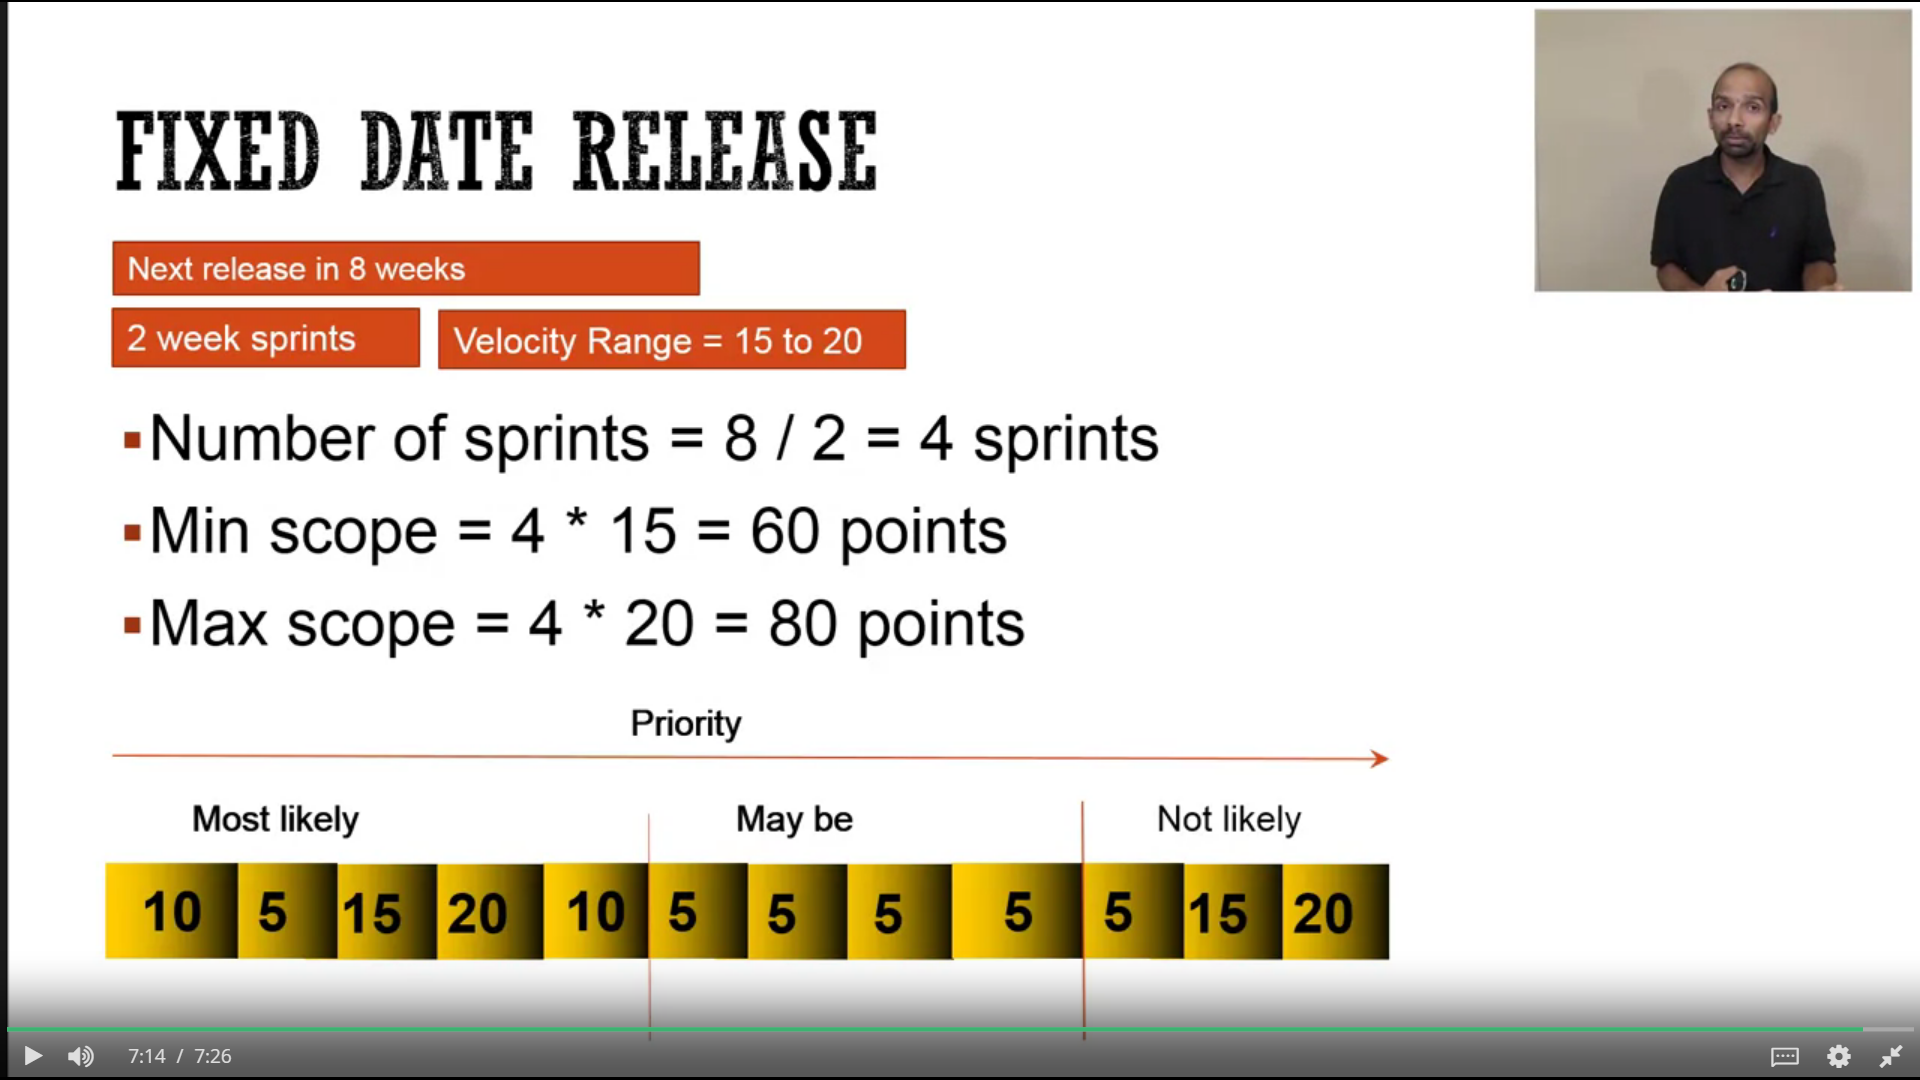 FIXED DATE RELEASE
Next release in 8 weeks
2 week sprints
Velocity Range = 15 to 20
Number of sprints = 8 / 2 = 4 sprints
Min scope = 4 * 15 = 60 points
Max scope = 4 * 20 = 80 points
Priority
Most likely May be Not likely
10 5 15 20 10 5 5 5 5 5 15 20
7:14 / 7:26